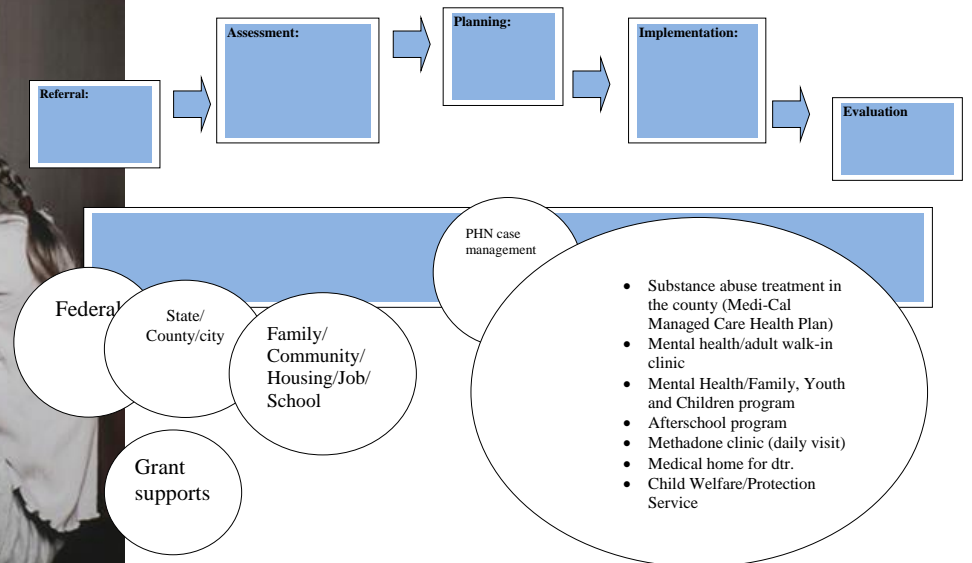 Referral:
Assessment:
Planning:
Implementation:
Evaluation
PHN case
management
Federal
State/
County/city
Family/
Community/
Housing/Job/
School
Grant
supports
• Substance abuse treatment in
the county (Medi-Cal
Managed Care Health Plan)
• Mental health/adult walk-in
clinic
• Mental Health/Family, Youth
and Children program
• Afterschool program
• Methadone clinic (daily visit)
• Medical home for dtr.
• Child Welfare/Protection
Service